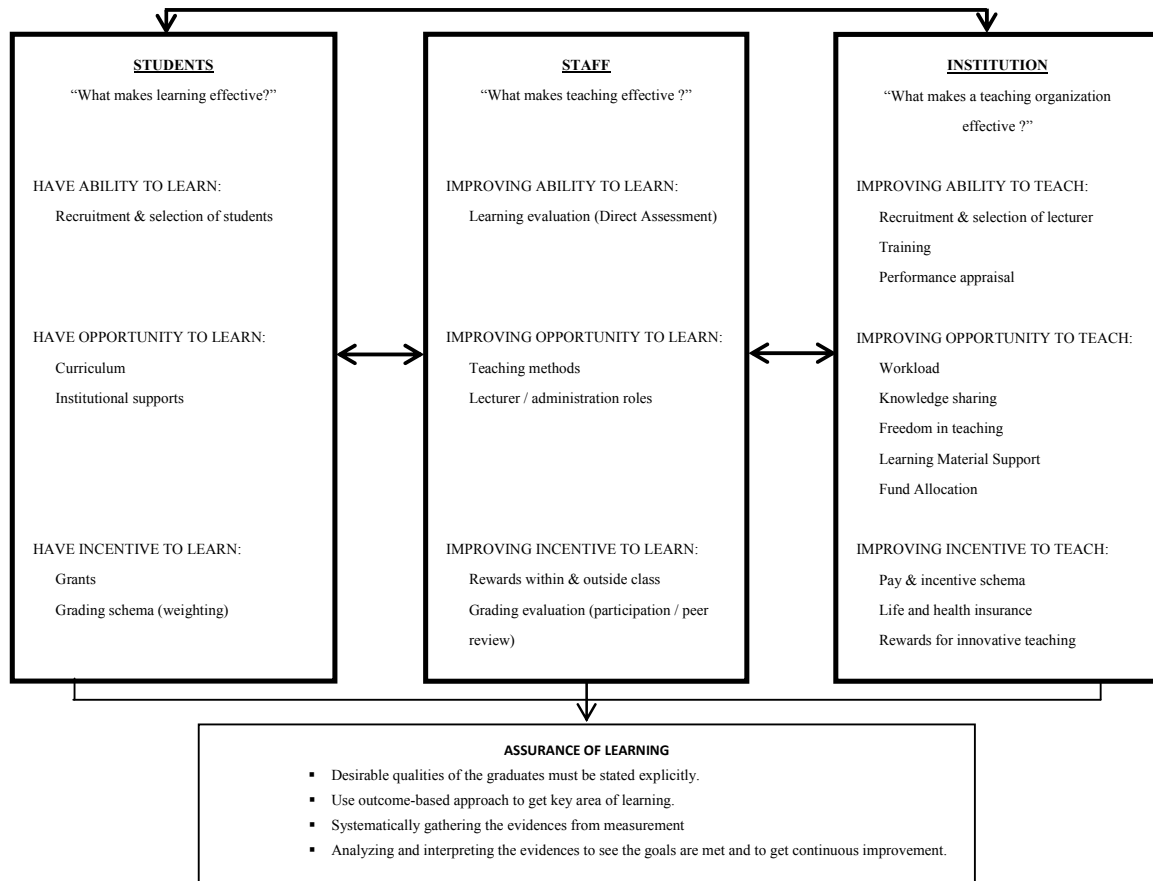 STUDENTS
“What makes learning effective?”
HAVE ABILITY TO LEARN:
Recruitment & selection of students
HAVE OPPORTUNITY TO LEARN:
Curriculum
Institutional supports
HAVE INCENTIVE TO LEARN:
Grants
Grading schema (weighting)
STAFF
“What makes teaching effective ?”
IMPROVING ABILITY TO LEARN:
Learning evaluation (Direct Assessment)
IMPROVING OPPORTUNITY TO LEARN:
Teaching methods
Lecturer / administration roles
IMPROVING INCENTIVE TO LEARN:
Rewards within & outside class
Grading evaluation (participation / peer
review)
INSTITUTION
“What makes a teaching organization
effective ?”
IMPROVING ABILITY TO TEACH:
Recruitment & selection of lecturer
Training
Performance appraisal
IMPROVING OPPORTUNITY TO TEACH:
Workload
Knowledge sharing
Freedom in teaching
Learning Material Support
Fund Allocation
IMPROVING INCENTIVE TO TEACH:
Pay & incentive schema
Life and health insurance
Rewards for innovative teaching
ASSURANCE OF LEARNING
▪ Desirable qualities of the graduates must be stated explicitly.
▪ Use outcome-based approach to get key area of learning.
▪ Systematically gathering the evidences from measurement
▪ Analyzing and interpreting the evidences to see the goals are met and to get continuous improvement.